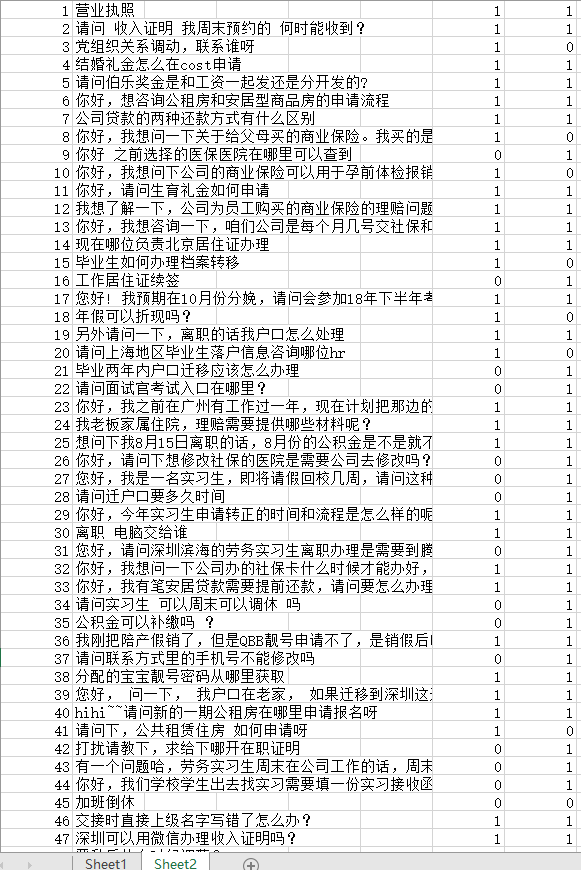 1 营业执照 1 1
2 请问 收入证明 我周末预约的 何时能收到? 1 1
3 党组织关系调动，联系谁呀 1 0
4 结婚礼金怎么在cost申请 1 1
5 请问伯乐奖金是和工资一起发还是分开发的? 1 1
6 你好，想咨询公租房和安居型商品房的申请流程 1 1
7 公司贷款的两种还款方式有什么区别 1 1
8 你好，我想问一下关于给父母买的商业保险。我买的是 1 0
9 你好 之前选择的医保医院在哪里可以查到 0 1
10 你好，我想问下公司的商业保险可以用于孕前体检报销 1 0
11 你好，请问生育礼金如何申请 1 1
12 我想了解一下，公司为员工购买的商业保险的理赔问题 1 1
13 你好，我想咨询一下，咱们公司是每个月几号交社保和 1 1
14 现在哪位负责北京居住证办理 1 1
15 毕业生如何办理档案转移 1 0
16 工作居住证续签 0 1
17 您好! 我预期在10月份分娩，请问会参加18年下半年考 1 1
18 年假可以折现吗? 1 0
19 另外请问一下，离职的话我户口怎么处理 1 1
20 请问上海地区毕业生落户信息咨询哪位hr 1 0
21 毕业两年内户口迁移应该怎么办理 0 1
22 请问面试官考试入口在哪里? 0 1
23 你好，我之前在广州有工作过一年，现在计划把那边的 1 1
24 我老板家属住院，理赔需要提供哪些材料呢? 1 1
25 想问下我8月15日离职的话，8月份的公积金是不是就不 1 1
26 你好，请问下想修改社保的医院是需要公司去修改吗? 0 1
27 您好，我是一名实习生，即将请假回校几周，请问这种 0 1
28 请问迁户口要多久时间 0 1
29 你好，今年实习生申请转正的时间和流程是怎么样的呢 1 1
30 离职 电脑交给谁 1 1
31 您好，请问深圳滨海的劳务实习生离职办理是需要到腾 0 1
32 你好，我想问一下公司办的社保卡什么时候才能办好， 1 1
33 你好，我有笔安居贷款需要提前还款，请问要怎么办理 1 1
34 请问实习生 可以周末可以调休 吗 0 1
35 公积金可以补缴吗 ? 0 1
36 我刚把陪产假销了，但是QBB靓号申请不了，是销假后 1 1
37 请问联系方式里的手机号不能修改吗 0 1
38 分配的宝宝靓号密码从哪里获取 1 1
39 您好， 问一下， 我户口在老家， 如果迁移到深圳这 1 1
40 hihi~~请问新的一期公租房在哪里申请报名呀 1 1
41 请问下，公共租赁住房 如何申请呀 1 0
42 打扰请教下，求给下哪开在职证明 0 1
43 有一个问题哈，劳务实习生周末在公司工作的话，周末 0 1
44 你好，我们学校学生出去找实习需要填一份实习接收函 0 1
45 加班倒休 0 0
46 交接时直接上级名字写错了怎么办? 1 1
47 深圳可以用微信办理收入证明吗? 1 1
Sheet1 Sheet2